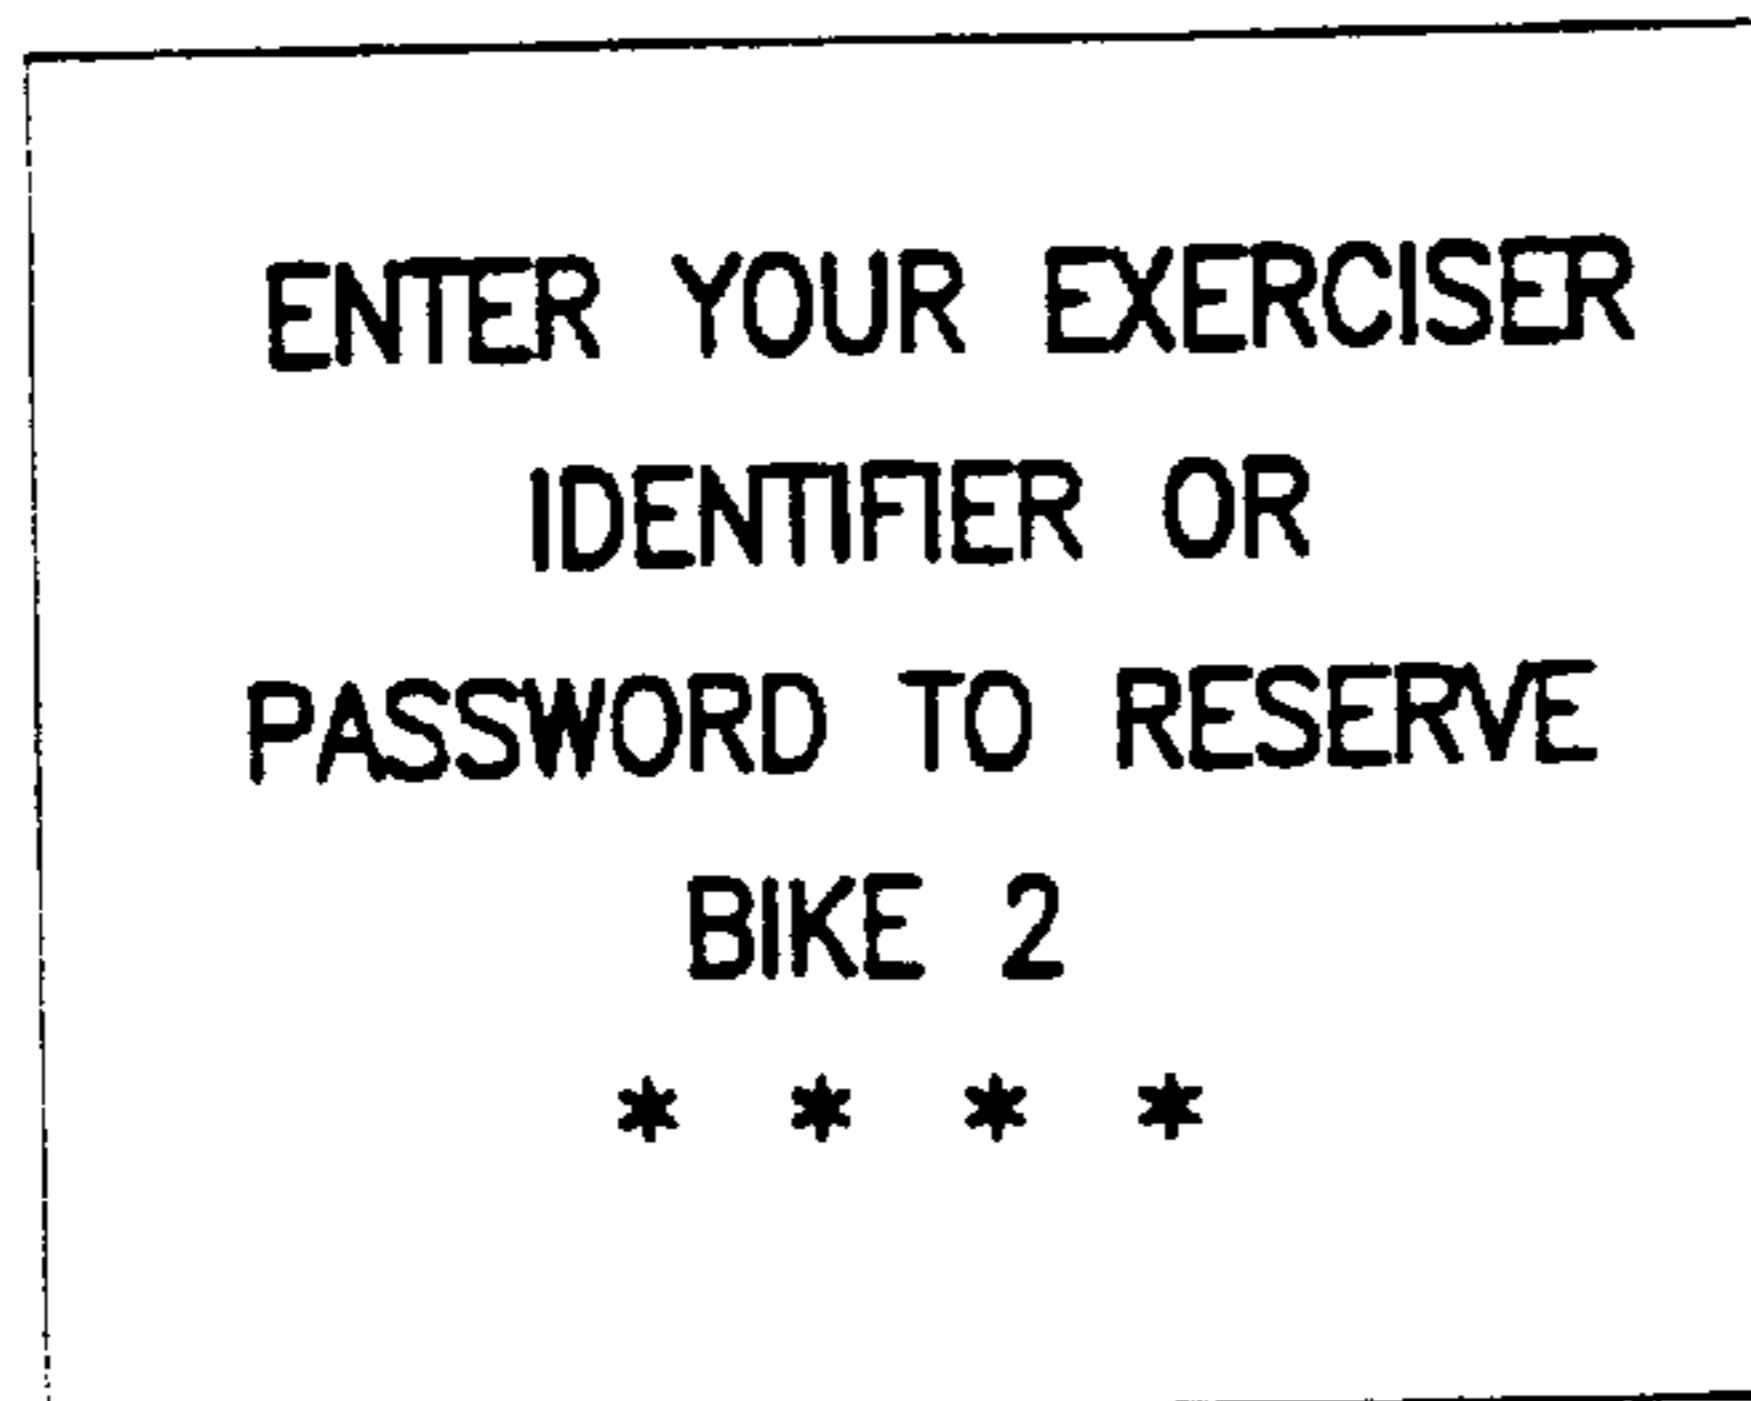 ENTER YOUR EXERCISER
IDENTIFIER OR
PASSWORD TO RESERVE
BIKE 2
* * * *